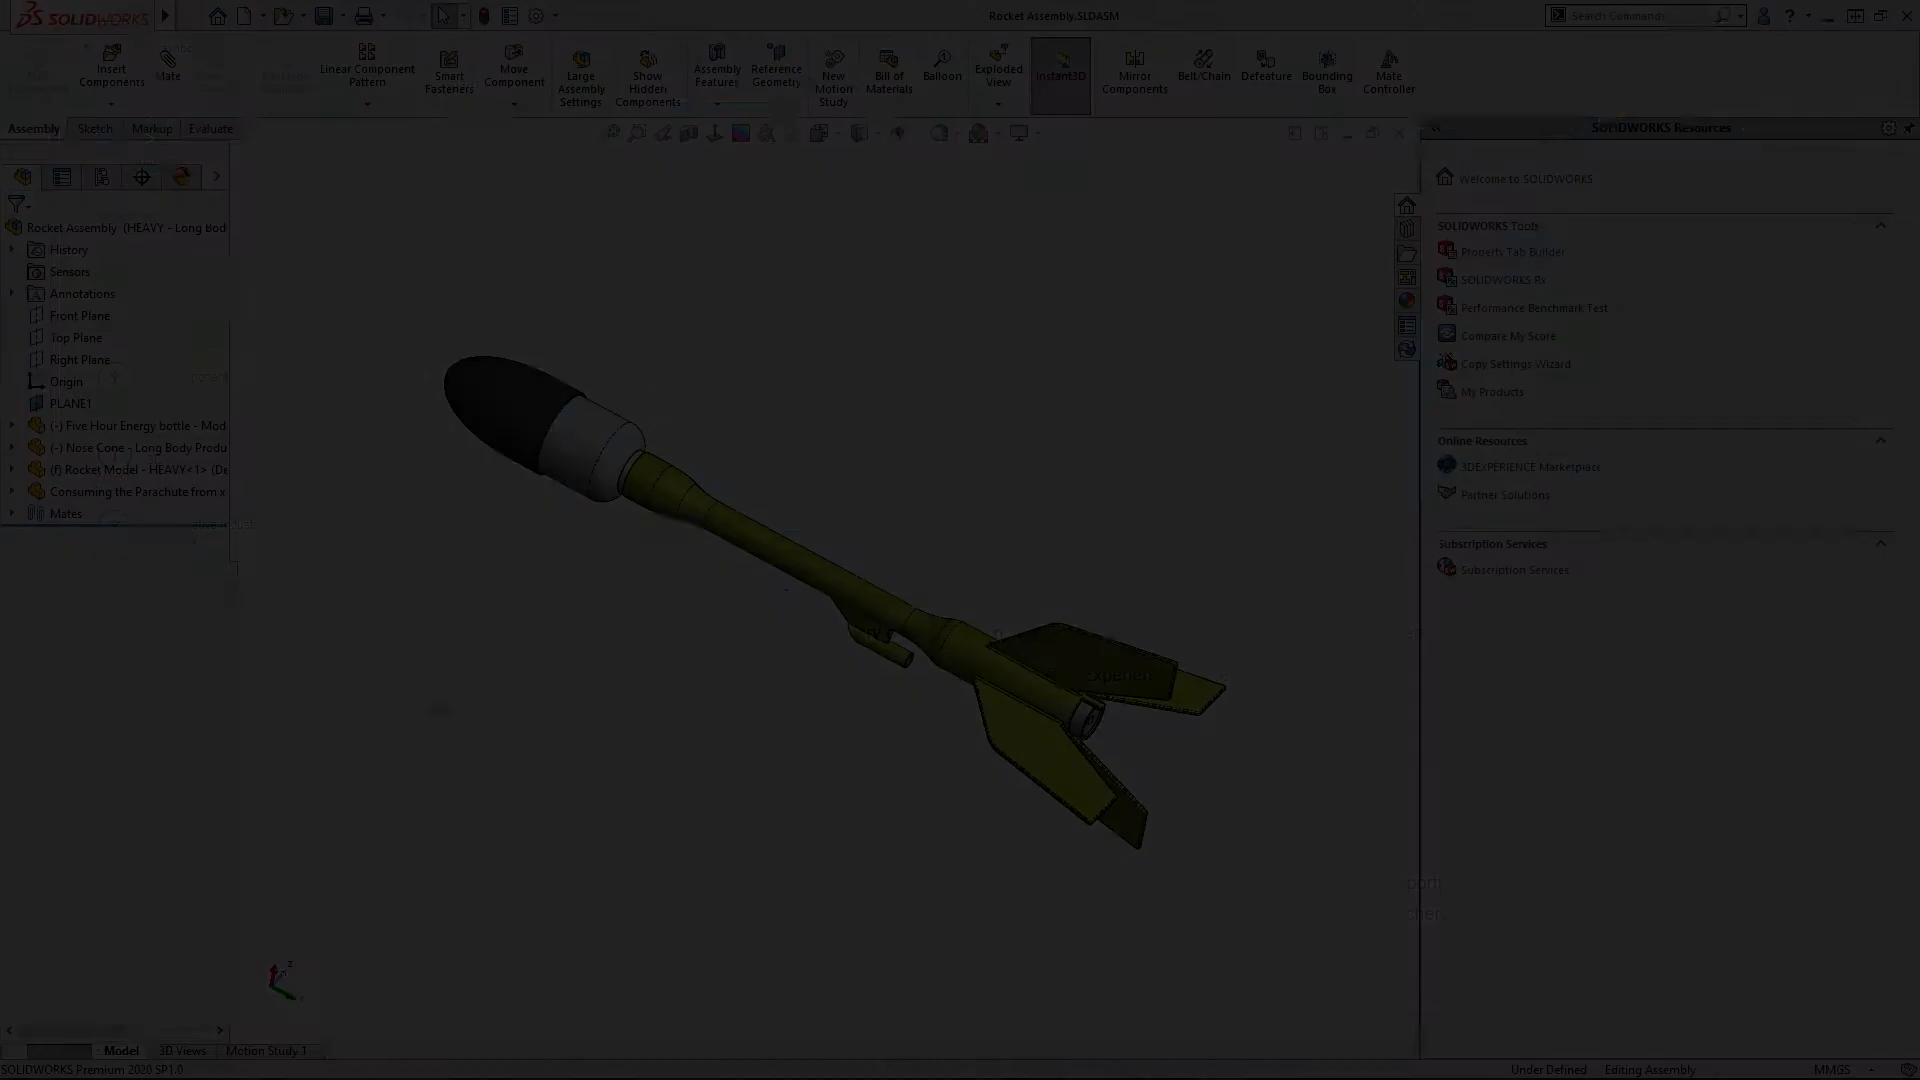 SOLIDWORKS
Rocket Assembly.SLDASM
Search Commands
Insert Components
Mate
Linear Component Pattern
Smart Fasteners
Move Component
Large Assembly Settings
Show Hidden Components
Assembly Features
Reference Geometry
New Motion Study
Bill of Materials
Balloon
Exploded View
Instant3D
Mirror Components
Belt/Chain
Defeature
Bounding Box
Mate Controller
Assembly
Sketch
Markup
Evaluate
SOLIDWORKS Resources
Rocket Assembly (HEAVY - Long Bod
History
Sensors
Annotations
Front Plane
Top Plane
Right Plane
Origin
PLANE1
(-) Five Hour Energy bottle - Mod
(-) Nose Cone - Long Body Produ
(f) Rocket Model - HEAVY<1> (De
Consuming the Parachute from x
Mates
Welcome to SOLIDWORKS
SOLIDWORKS Tools
Property Tab Builder
SOLIDWORKS Rx
Performance Benchmark Test
Compare My Score
Copy Settings Wizard
My Products
Online Resources
3DEXPERIENCE Marketplace
Partner Solutions
Subscription Services
Subscription Services
Model
3D Views
Motion Study 1
SOLIDWORKS Premium 2020 SP1.0
Under Defined
Editing Assembly
MMGS